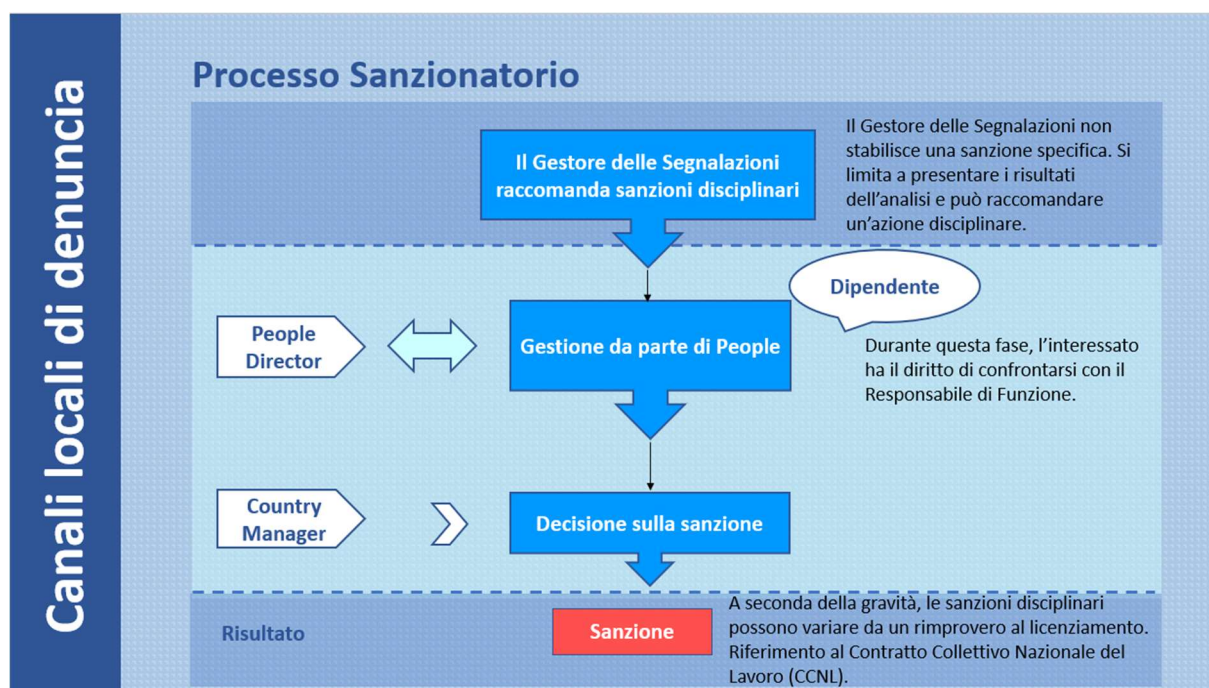 Canali locali di denuncia
Processo Sanzionatorio
Il Gestore delle Segnalazioni
raccomanda sanzioni disciplinari
Il Gestore delle Segnalazioni non
stabilisce una sanzione specifica. Si
limita a presentare i risultati
dell'analisi e può raccomandare
un'azione disciplinare.
Dipendente
People
Director
Gestione da parte di People
Durante questa fase, l'interessato
ha il diritto di confrontarsi con il
Responsabile di Funzione.
Country
Manager
Decisione sulla sanzione
Risultato
Sanzione
A seconda della gravità, le sanzioni disciplinari
possono variare da un rimprovero al licenziamento.
Riferimento al Contratto Collettivo Nazionale del
Lavoro (CCNL).